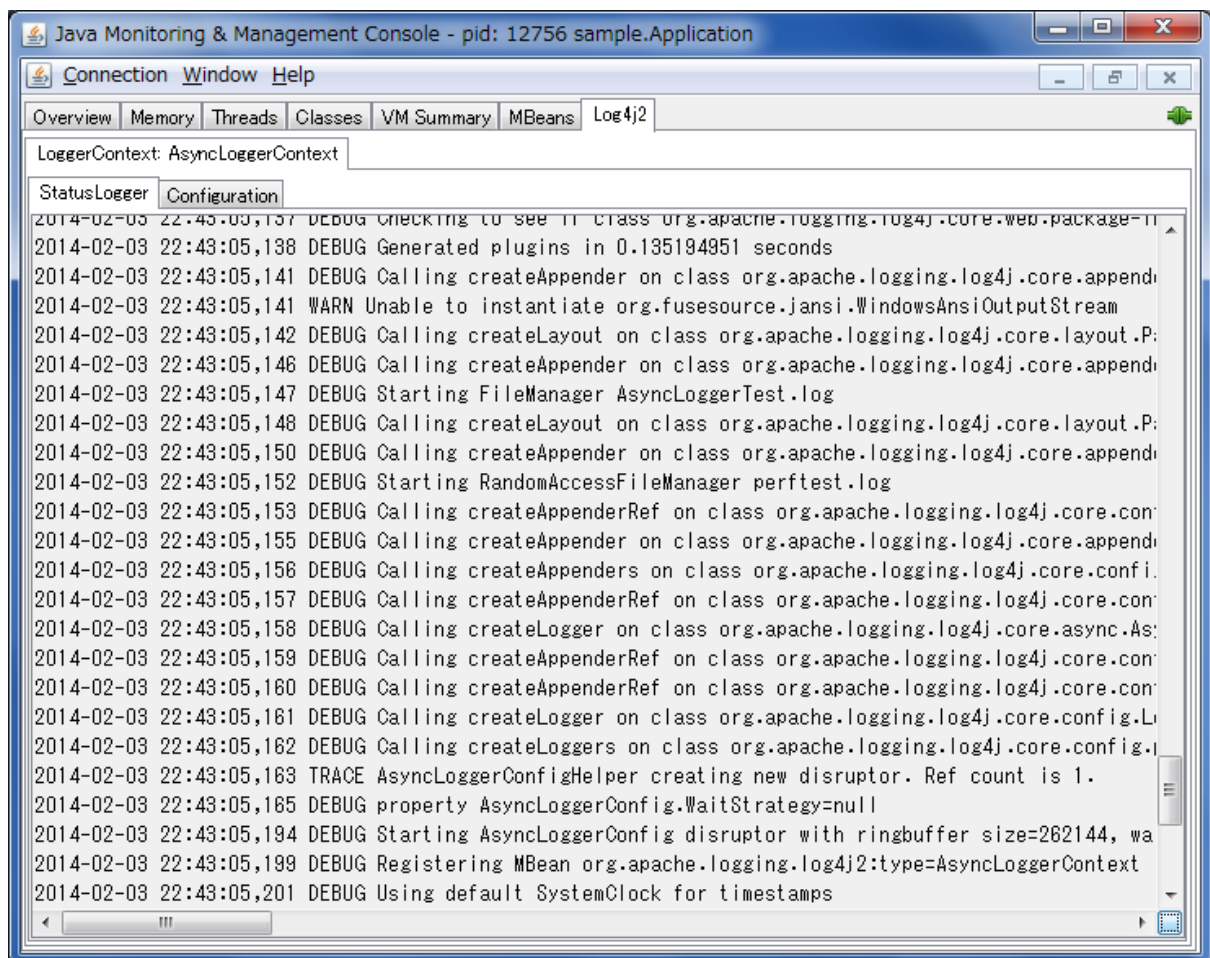 Java Monitoring & Management Console - pid: 12756 sample.Application
Connection Window Help
Overview Memory Threads Classes VM Summary MBeans Log4j2
LoggerContext: AsyncLoggerContext
StatusLogger Configuration
2014-02-03 22:43:05,137 DEBUG Checking to see if class org.apache.logging.log4j.core.web.package-i
2014-02-03 22:43:05,138 DEBUG Generated plugins in 0.135194951 seconds
2014-02-03 22:43:05,141 DEBUG Calling createAppender on class org.apache.logging.log4j.core.append
2014-02-03 22:43:05,141 WARN Unable to instantiate org.fusesource.jansi.WindowsAnsiOutputStream
2014-02-03 22:43:05,142 DEBUG Calling createLayout on class org.apache.logging.log4j.core.layout.P
2014-02-03 22:43:05,146 DEBUG Calling createAppender on class org.apache.logging.log4j.core.append
2014-02-03 22:43:05,147 DEBUG Starting FileManager AsyncLoggerTest.log
2014-02-03 22:43:05,148 DEBUG Calling createLayout on class org.apache.logging.log4j.core.layout.P
2014-02-03 22:43:05,150 DEBUG Calling createAppender on class org.apache.logging.log4j.core.append
2014-02-03 22:43:05,152 DEBUG Starting RandomAccessFileManager perftest.log
2014-02-03 22:43:05,153 DEBUG Calling createAppenderRef on class org.apache.logging.log4j.core.con
2014-02-03 22:43:05,155 DEBUG Calling createAppender on class org.apache.logging.log4j.core.append
2014-02-03 22:43:05,156 DEBUG Calling createAppenders on class org.apache.logging.log4j.core.confi
2014-02-03 22:43:05,157 DEBUG Calling createAppenderRef on class org.apache.logging.log4j.core.con
2014-02-03 22:43:05,158 DEBUG Calling createLogger on class org.apache.logging.log4j.core.async.As
2014-02-03 22:43:05,159 DEBUG Calling createAppenderRef on class org.apache.logging.log4j.core.con
2014-02-03 22:43:05,160 DEBUG Calling createAppenderRef on class org.apache.logging.log4j.core.con
2014-02-03 22:43:05,161 DEBUG Calling createLogger on class org.apache.logging.log4j.core.config.L
2014-02-03 22:43:05,162 DEBUG Calling createLoggers on class org.apache.logging.log4j.core.config.
2014-02-03 22:43:05,163 TRACE AsyncLoggerConfigHelper creating new disruptor. Ref count is 1.
2014-02-03 22:43:05,165 DEBUG property AsyncLoggerConfig.WaitStrategy=null
2014-02-03 22:43:05,194 DEBUG Starting AsyncLoggerConfig disruptor with ringbuffer size=262144, wa
2014-02-03 22:43:05,199 DEBUG Registering MBean org.apache.logging.log4j2:type=AsyncLoggerContext
2014-02-03 22:43:05,201 DEBUG Using default SystemClock for timestamps